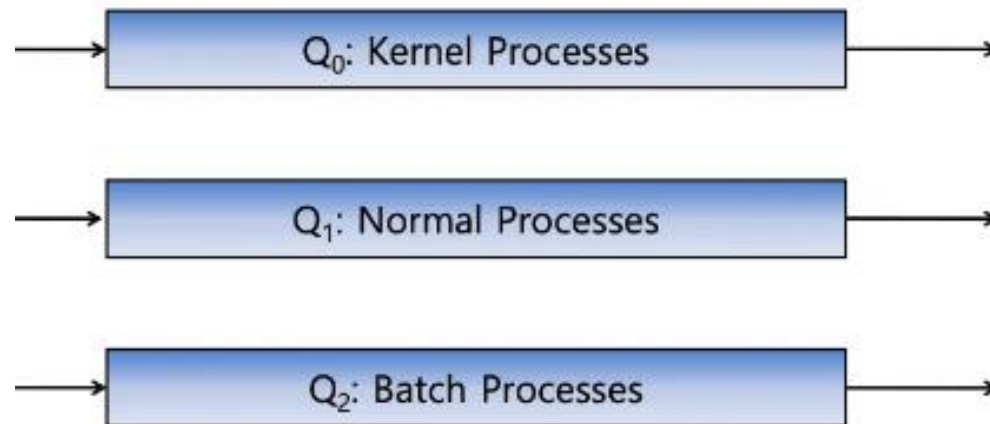 Q₀: Kernel Processes
Q₁: Normal Processes
Q₂: Batch Processes